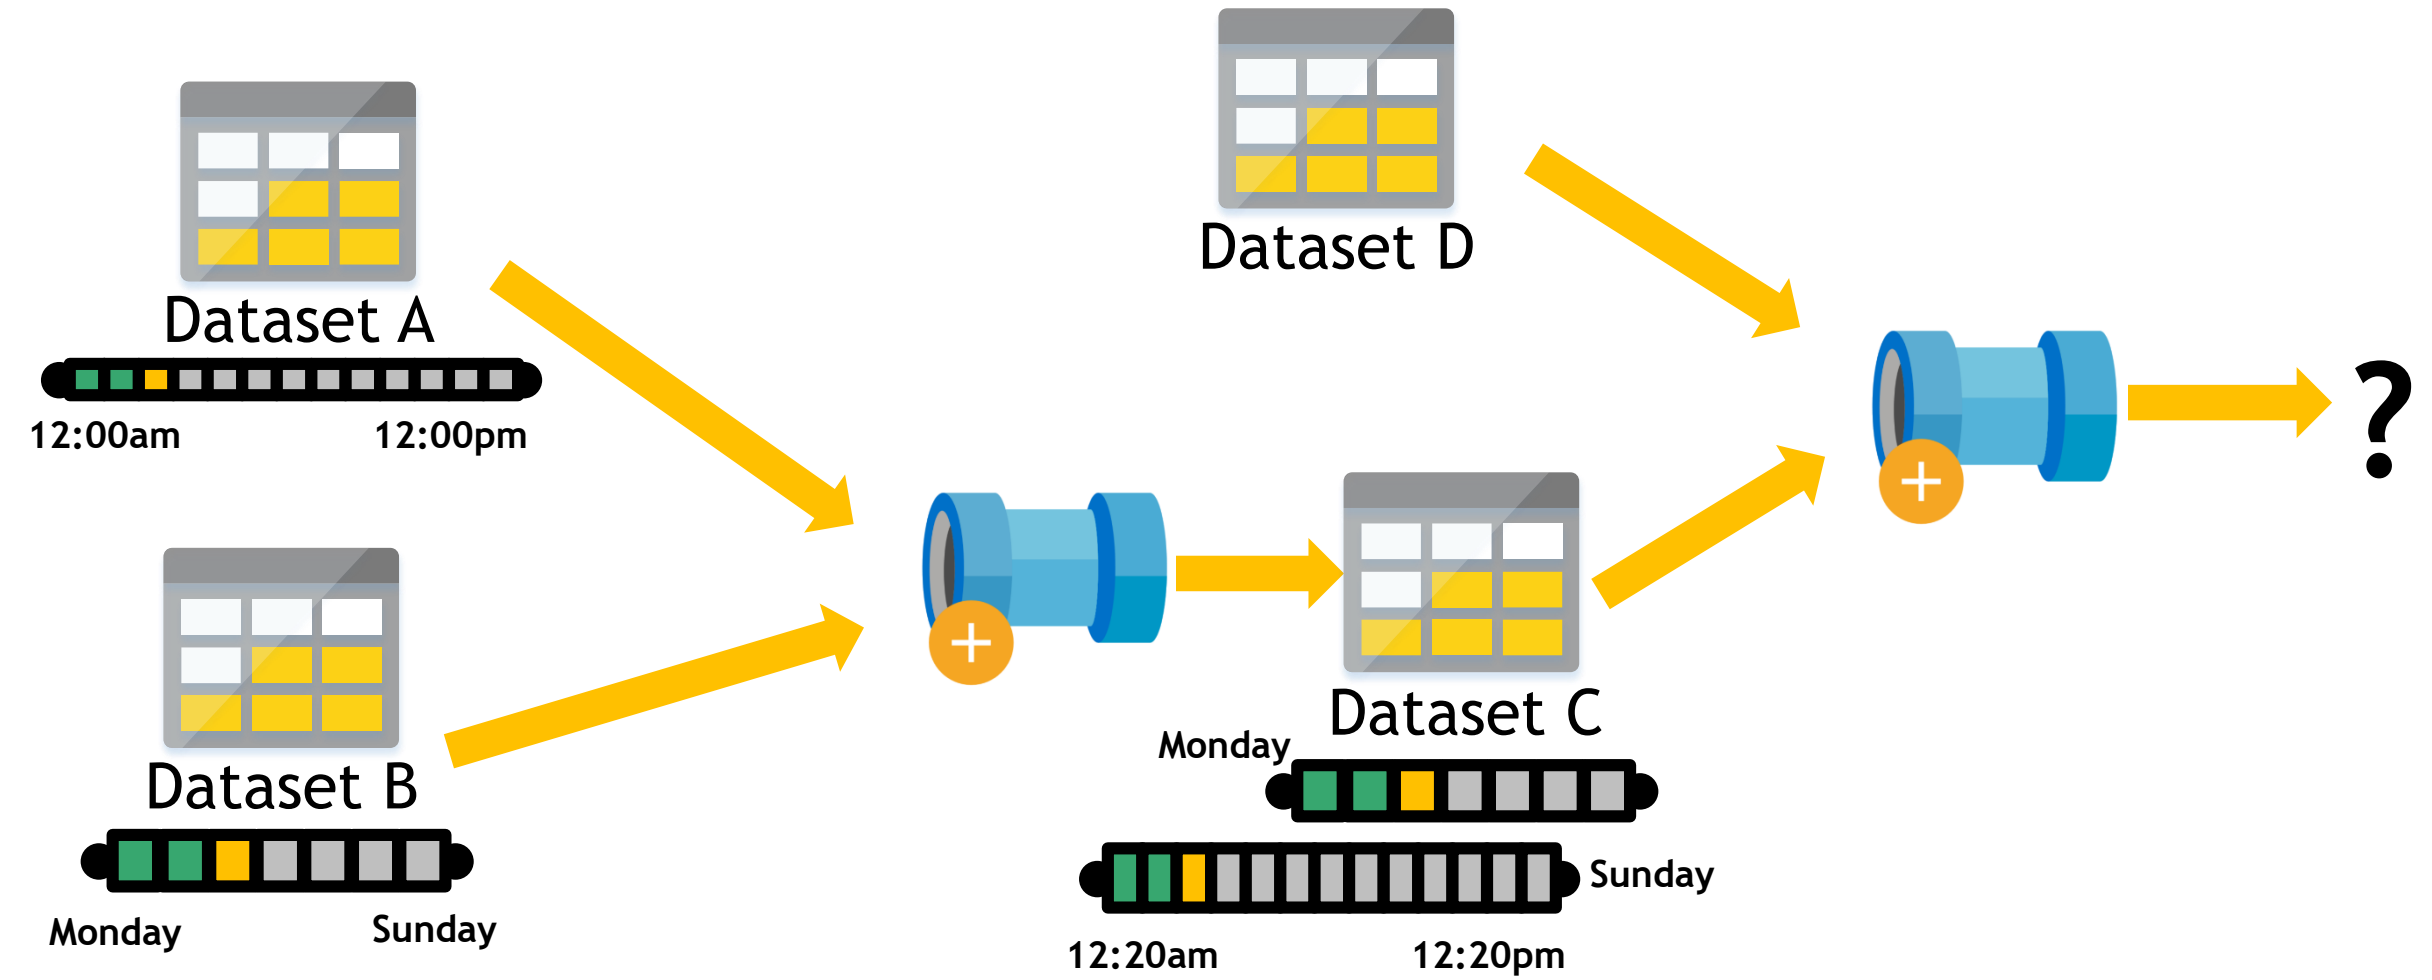 Dataset A
12:00am 12:00pm
Dataset B
Monday Sunday
Dataset D
Dataset C
Monday
Sunday
12:20am 12:20pm
?